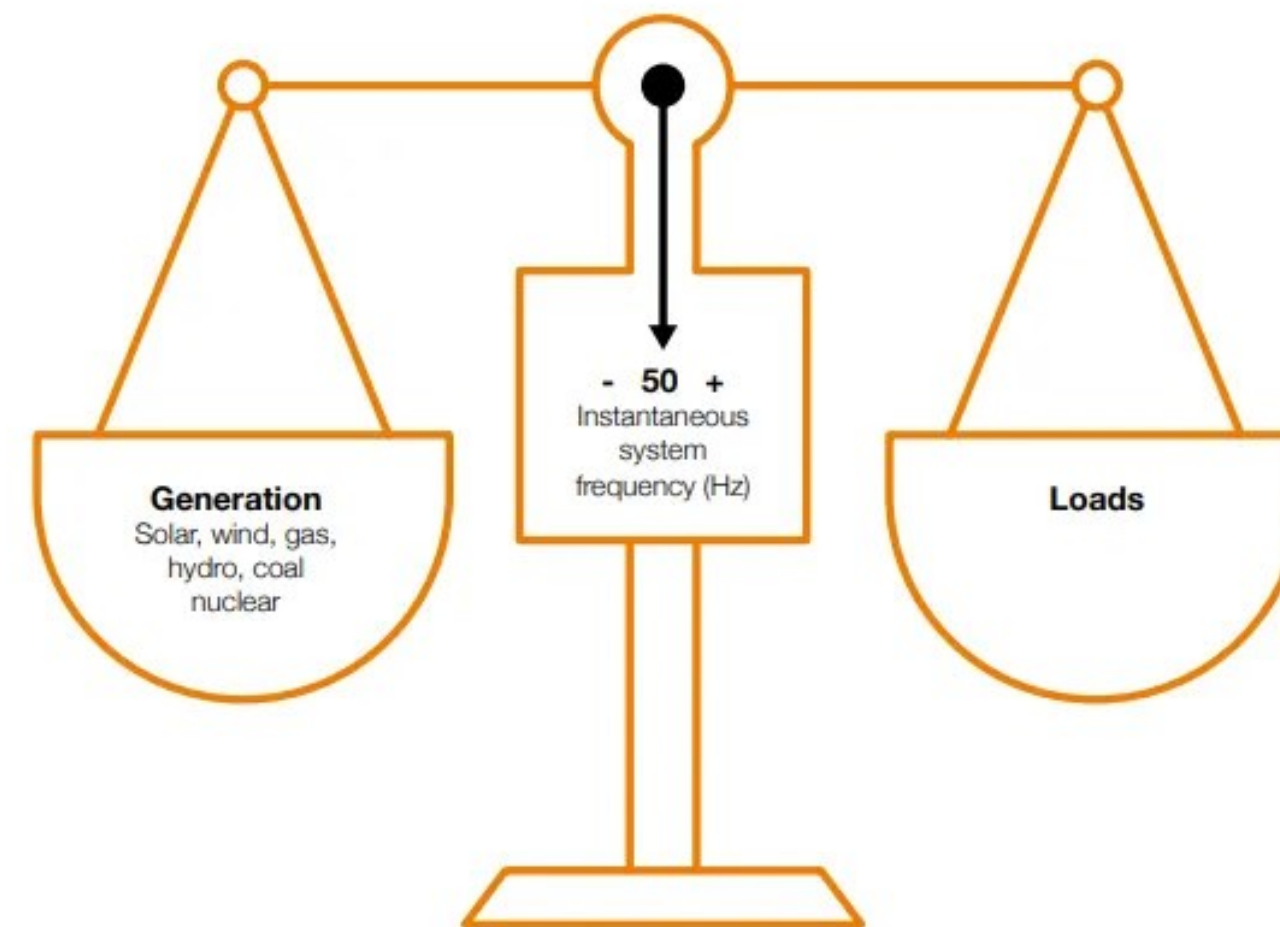 - 50 +
Instantaneous
system
frequency (Hz)
Generation
Solar, wind, gas,
hydro, coal
nuclear
Loads